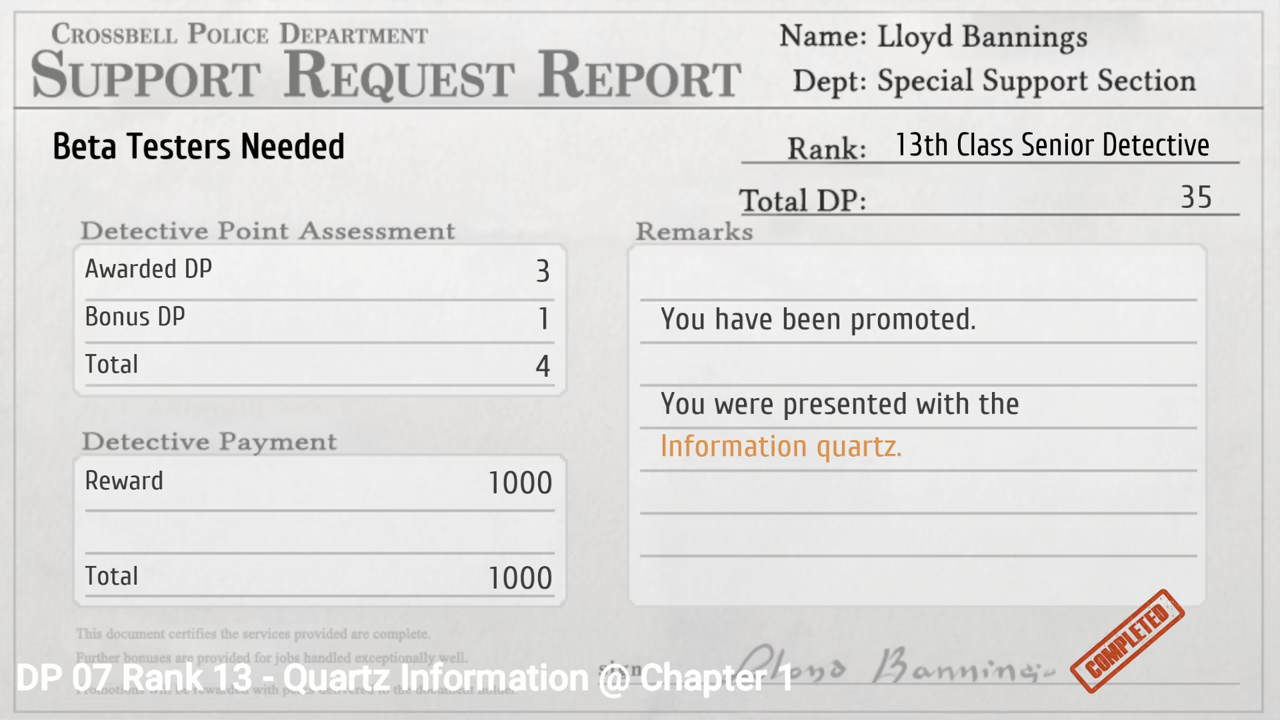 CROSSBELL POLICE DEPARTMENT
SUPPORT REQUEST REPORT
Name: Lloyd Bannings
Dept: Special Support Section
Beta Testers Needed
Rank: 13th Class Senior Detective
Total DP: 35
Detective Point Assessment
Awarded DP 3
Bonus DP 1
Total 4
Detective Payment
Reward 1000
Total 1000
Remarks
You have been promoted.
You were presented with the
Information quartz.
This document certifies the services provided are complete.
Further bonuses are provided for jobs handled exceptionally well.
sign
Lloyd Bannings
COMPLETED
DP 07 Rank 13 - Quartz Information @ Chapter 1